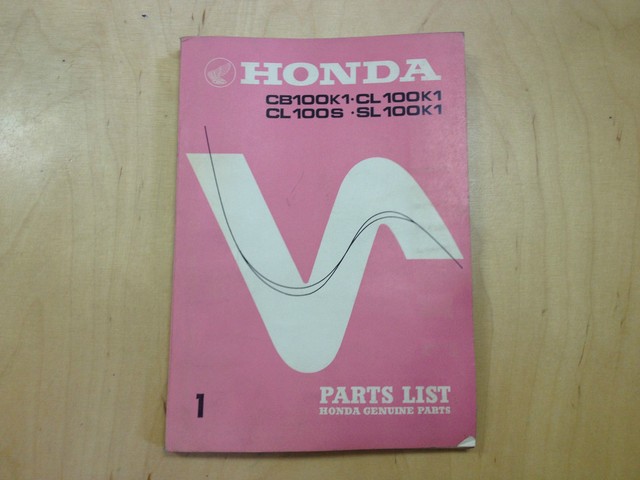 HONDA
CB100K1·CL100K1
CL100S ·SL100K1
PARTS LIST
HONDA GENUINE PARTS
1